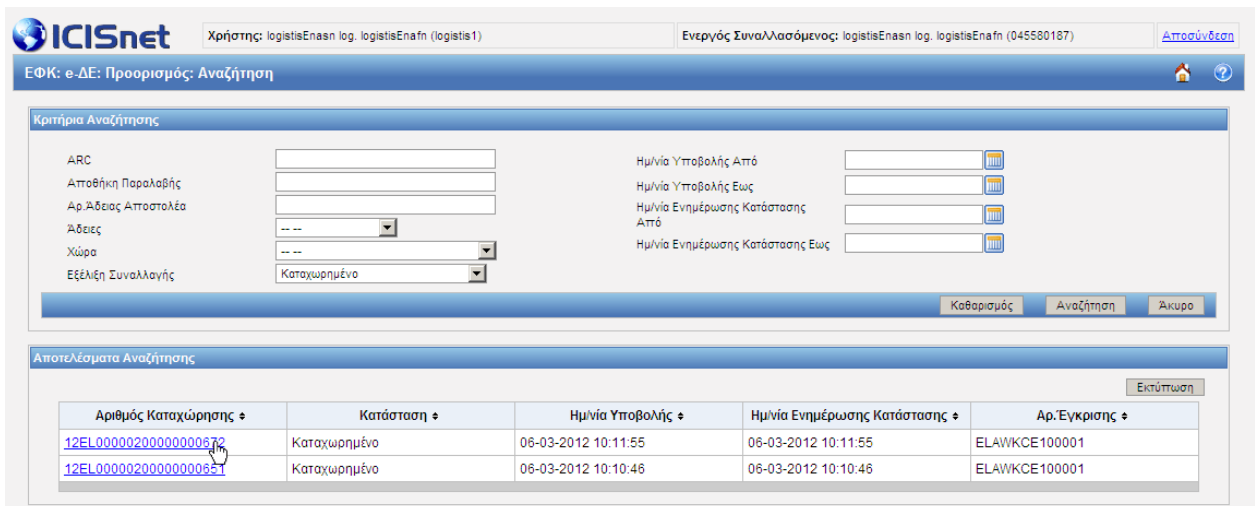 ICISnet Χρήστης: logistisEnasn log. logistisEnafn (logistis1) Ενεργός Συναλλασόμενος: logistisEnasn log. logistisEnafn (045580187) Αποσύνδεση
ΕΦΚ: e-ΔΕ: Προορισμός: Αναζήτηση
Κριτήρια Αναζήτησης
ARC Ημ/νία Υποβολής Από
Αποθήκη Παραλαβής Ημ/νία Υποβολής Εως
Αρ.Άδειας Αποστολέα Ημ/νία Ενημέρωσης Κατάστασης Από
Άδειες -- --
Χώρα -- -- Ημ/νία Ενημέρωσης Κατάστασης Εως
Εξέλιξη Συναλλαγής Καταχωρημένο
Καθαρισμός Αναζήτηση Άκυρο
Αποτελέσματα Αναζήτησης
Εκτύπωση
Αριθμός Καταχώρησης Κατάσταση Ημ/νία Υποβολής Ημ/νία Ενημέρωσης Κατάστασης Αρ.Έγκρισης
12EL00000200000000672 Καταχωρημένο 06-03-2012 10:11:55 06-03-2012 10:11:55 ELAWKCE100001
12EL00000200000000651 Καταχωρημένο 06-03-2012 10:10:46 06-03-2012 10:10:46 ELAWKCE100001